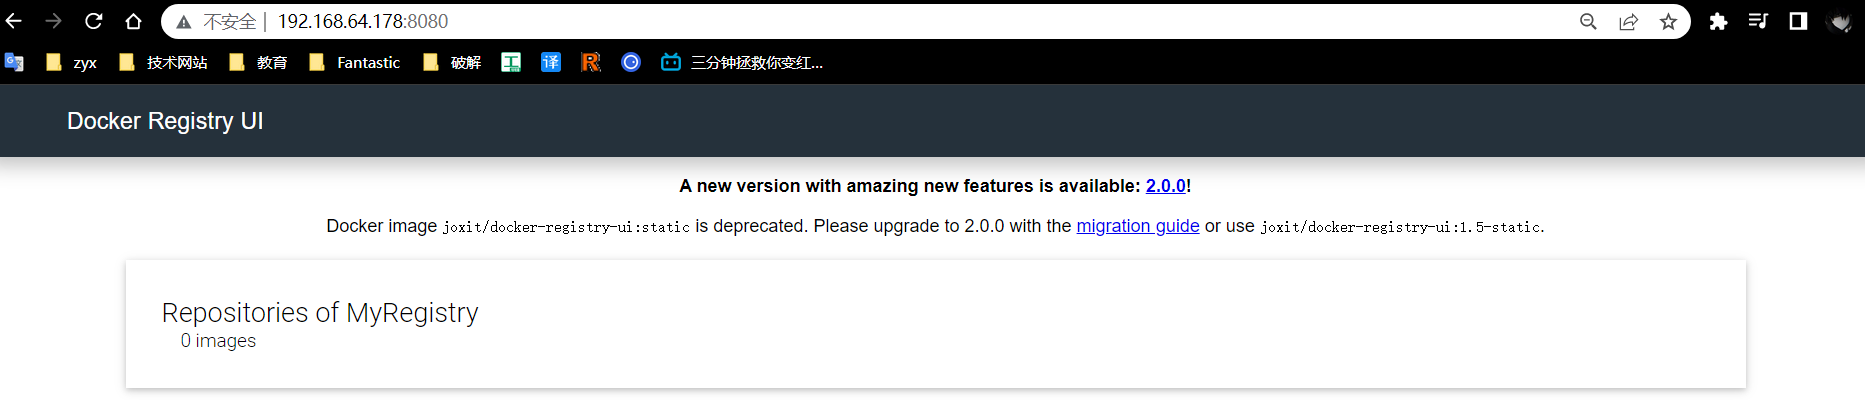 不安全 | 192.168.64.178:8080
zyx 技术网站 教育 Fantastic 破解 工 译 R 三分钟拯救你变红...
Docker Registry UI
A new version with amazing new features is available: 2.0.0!
Docker image joxit/docker-registry-ui:static is deprecated. Please upgrade to 2.0.0 with the migration guide or use joxit/docker-registry-ui:1.5-static.
Repositories of MyRegistry
0 images